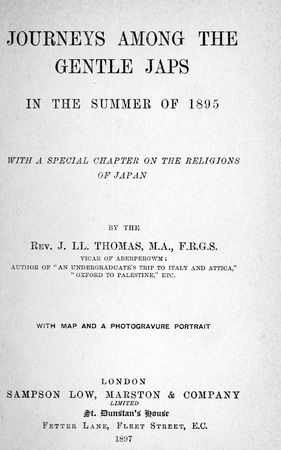 JOURNEYS AMONG THE
GENTLE JAPS
IN THE SUMMER OF 1895
WITH A SPECIAL CHAPTER ON THE RELIGIONS
OF JAPAN
BY THE
REV. J. LL. THOMAS, M.A., F.R.G.S.
VICAR OF ABERPERGWM;
AUTHOR OF "AN UNDERGRADUATE'S TRIP TO ITALY AND ATTICA,"
"OXFORD TO PALESTINE," ETC.
WITH MAP AND A PHOTOGRAVURE PORTRAIT
LONDON
SAMPSON LOW, MARSTON & COMPANY
LIMITED
St. Dunstan's House
FETTER LANE, FLEET STREET, E.C.
1897